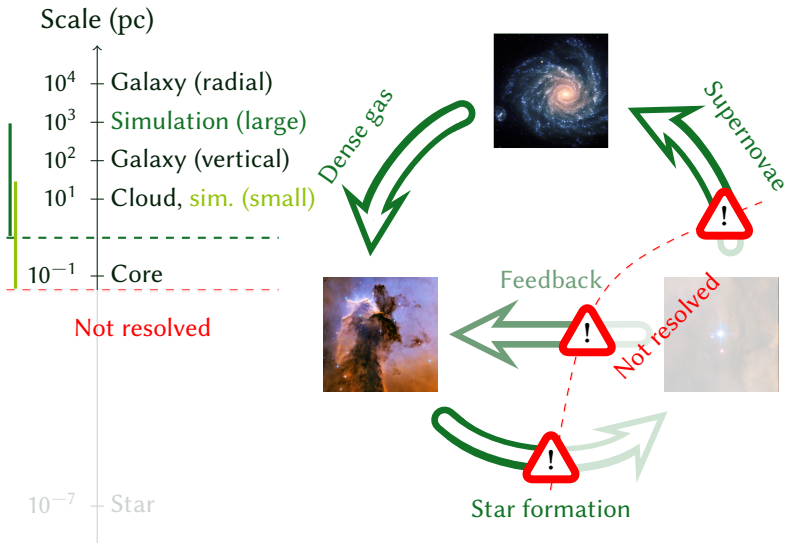 Scale (pc)
10⁴ Galaxy (radial)
10³ Simulation (large)
10² Galaxy (vertical)
10¹ Cloud, sim. (small)
10⁻¹ Core
Not resolved
10⁻⁷ Star
Dense gas
Supernovae
!
Feedback
!
Not resolved
!
Star formation